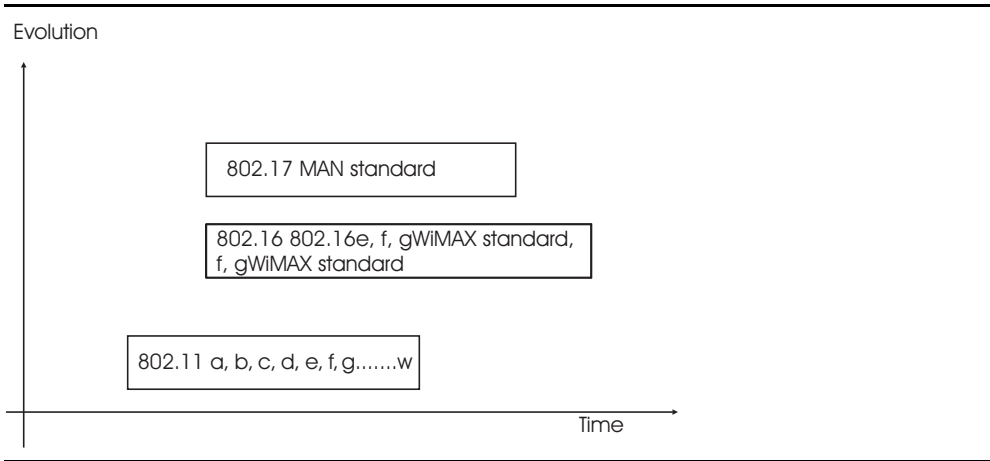 Evolution
802.17 MAN standard
802.16 802.16e, f, gWiMAX standard,
f, gWiMAX standard
802.11 a, b, c, d, e, f, g.......w
Time